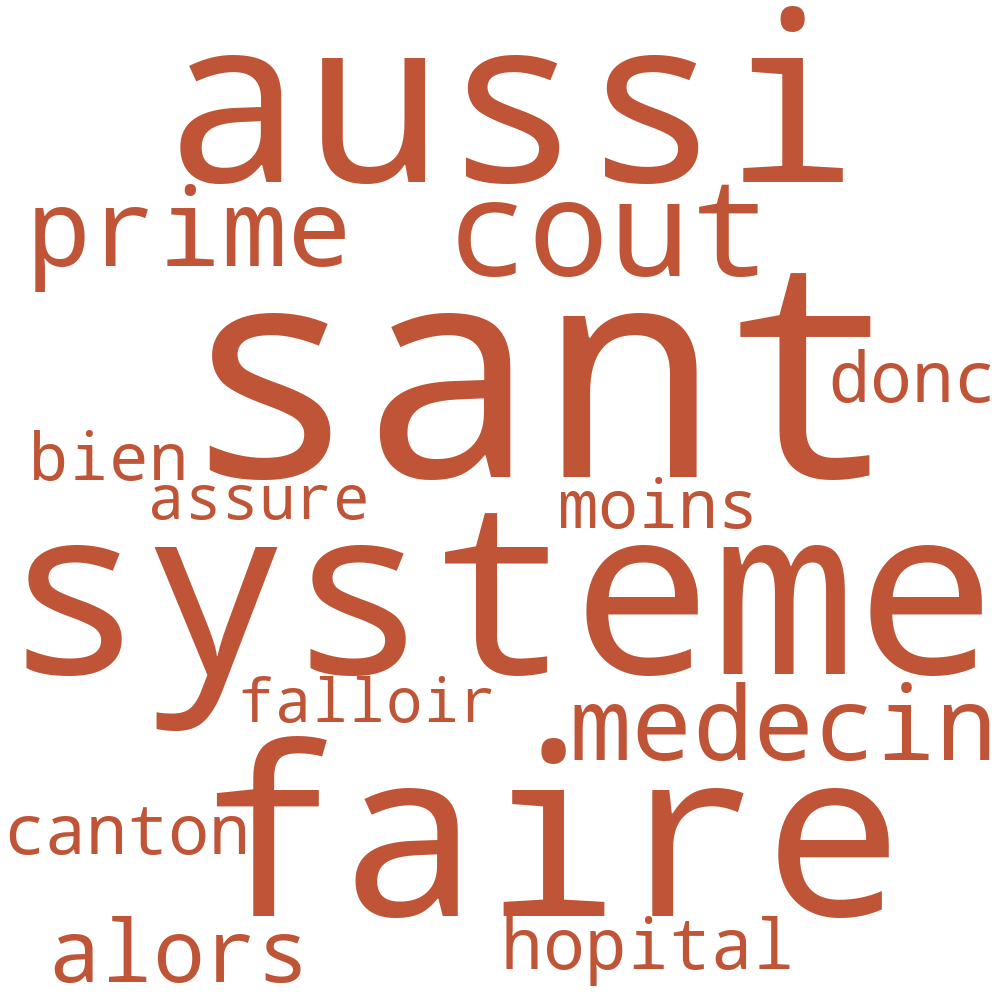 aussi
prime cout
sant
donc
bien
assure moins
systeme
falloir medecin
faire
canton
alors hopital